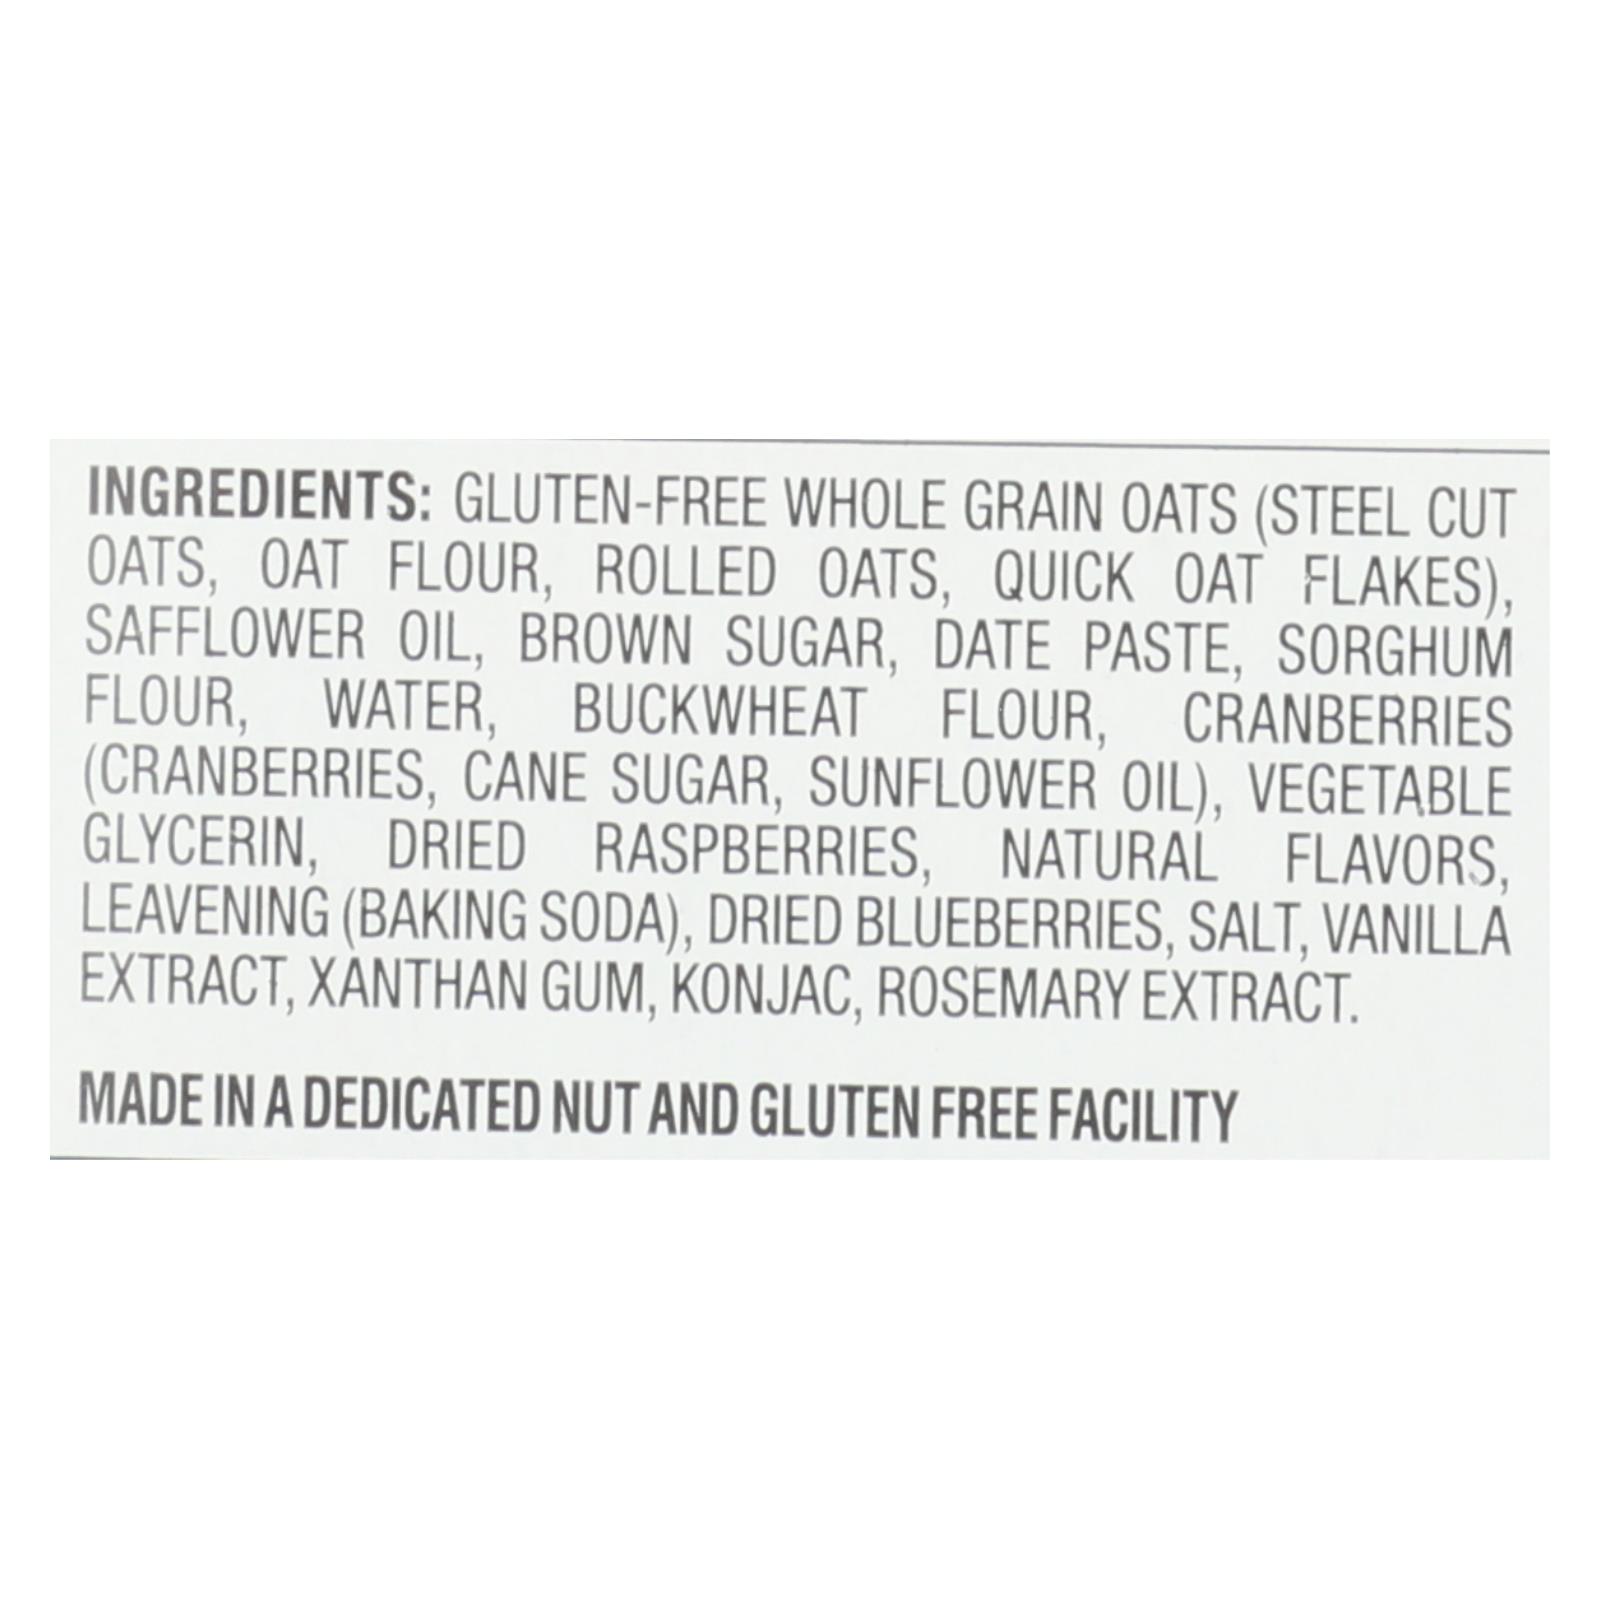 INGREDIENTS: GLUTEN-FREE WHOLE GRAIN OATS (STEEL CUT
OATS, OAT FLOUR, ROLLED OATS, QUICK OAT FLAKES),
SAFFLOWER OIL, BROWN SUGAR, DATE PASTE, SORGHUM
FLOUR, WATER, BUCKWHEAT FLOUR, CRANBERRIES
(CRANBERRIES, CANE SUGAR, SUNFLOWER OIL), VEGETABLE
GLYCERIN, DRIED RASPBERRIES, NATURAL FLAVORS,
LEAVENING (BAKING SODA), DRIED BLUEBERRIES, SALT, VANILLA
EXTRACT, XANTHAN GUM, KONJAC, ROSEMARY EXTRACT.
MADE IN A DEDICATED NUT AND GLUTEN FREE FACILITY